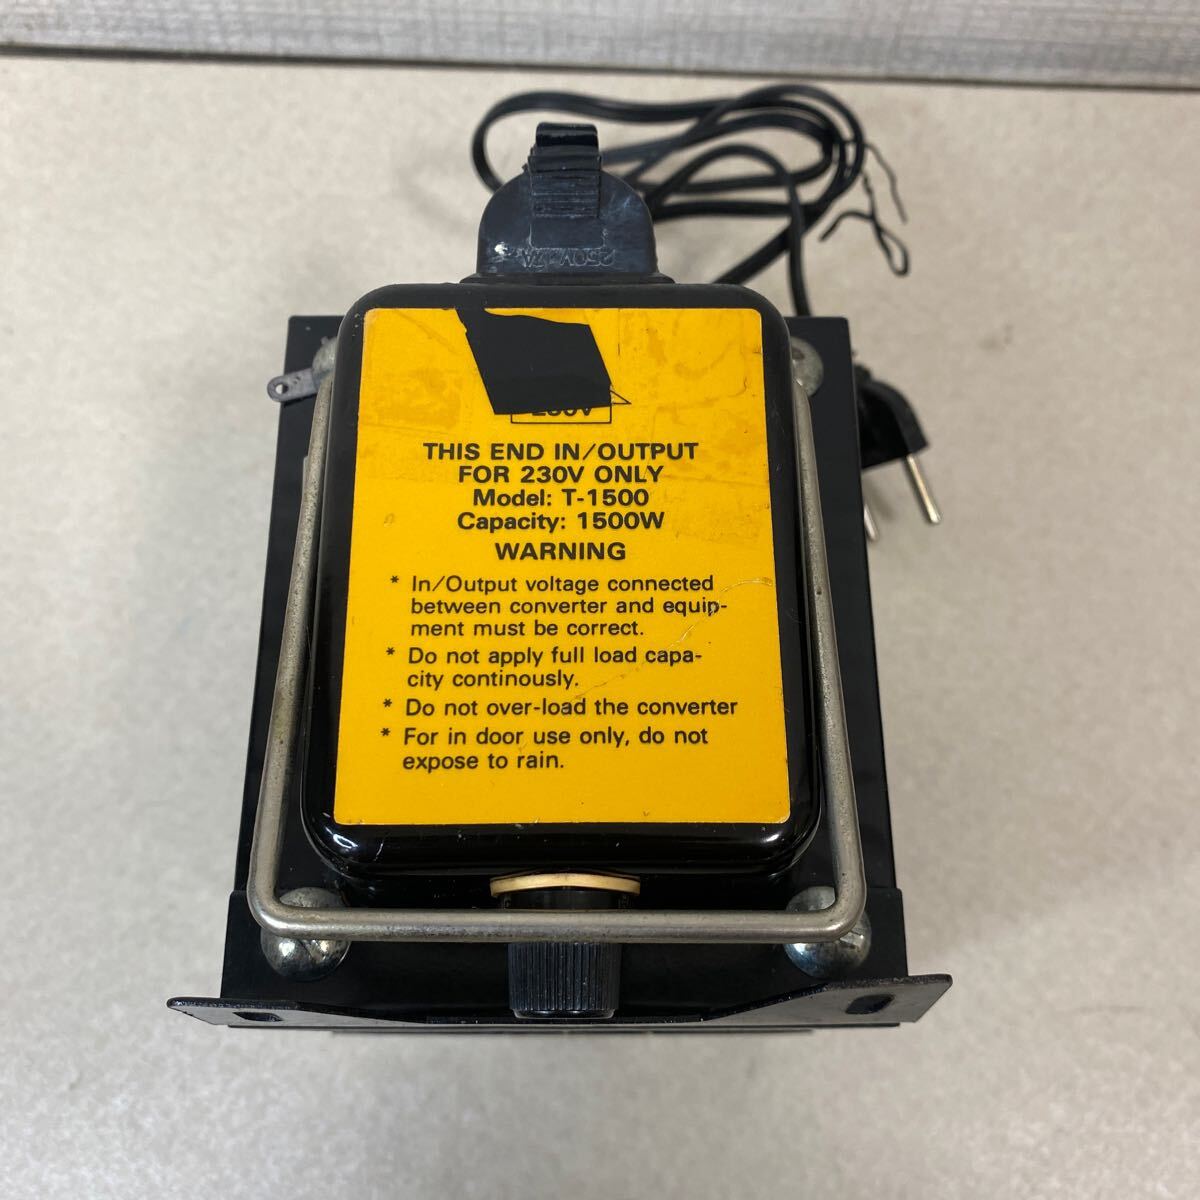 250V
230V
THIS END IN/OUTPUT
FOR 230V ONLY
Model: T-1500
Capacity: 1500W
WARNING
* In/Output voltage connected
between converter and equip-
ment must be correct.
* Do not apply full load capa-
city continously.
* Do not over-load the converter
* For in door use only, do not
expose to rain.